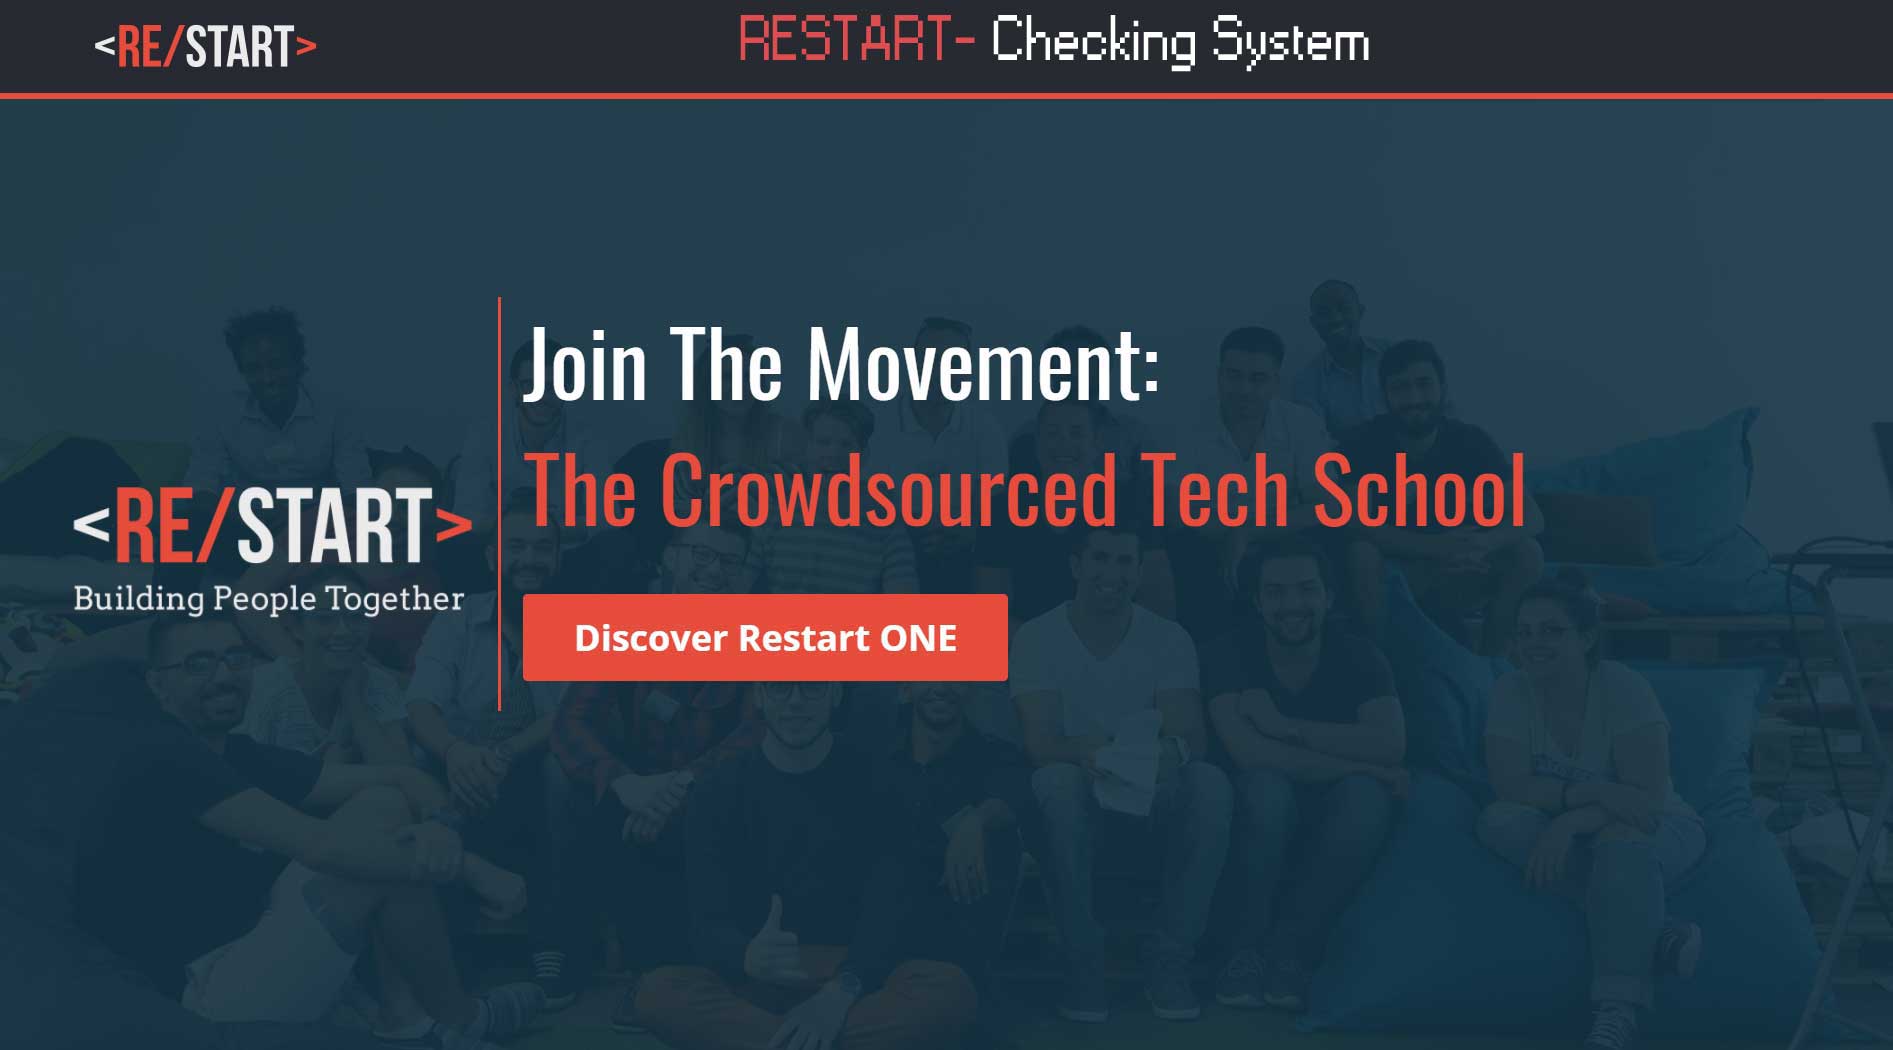 <RE/START>
RESTART- Checking System
Join The Movement:
The Crowdsourced Tech School
<RE/START>
Building People Together
Discover Restart ONE